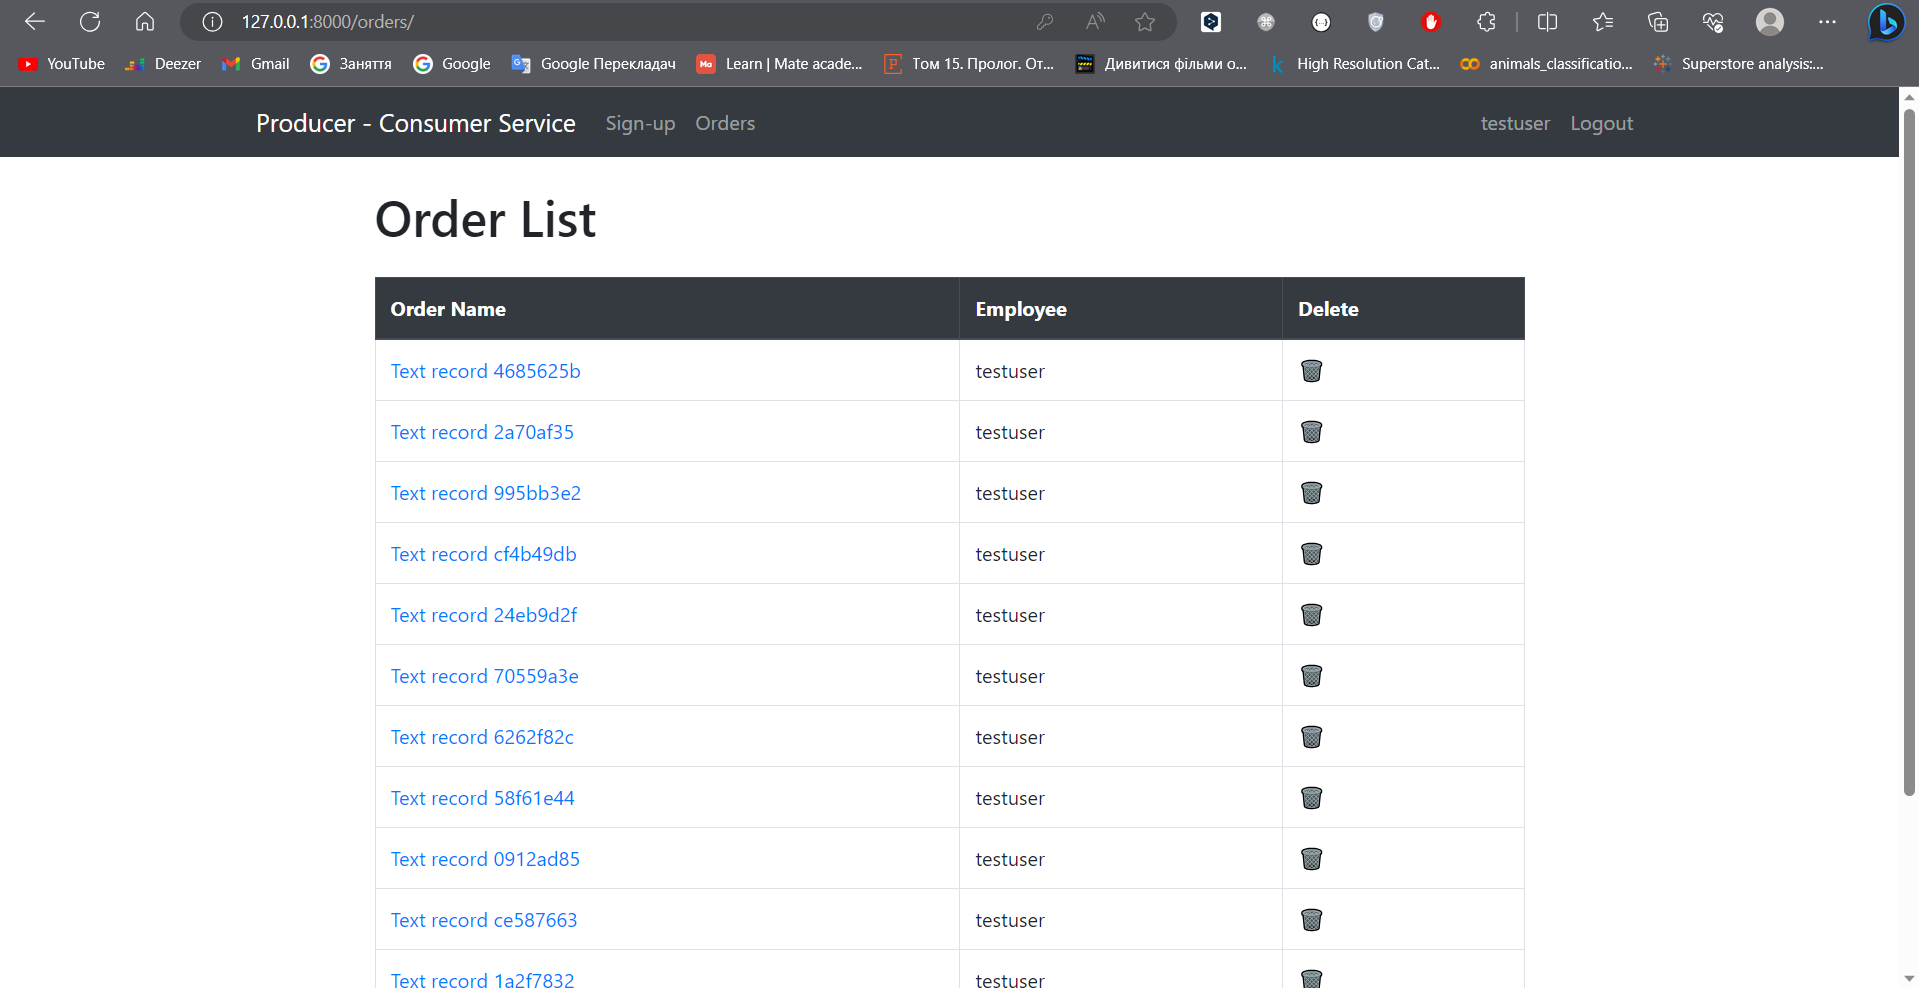 127.0.0.1:8000/orders/
YouTube Deezer Gmail Заняття Google Google Перекладач Learn | Mate acade... Том 15. Пролог. От... Дивитися фільми о... High Resolution Cat... animals_classificatio... Superstore analysis:...
Producer - Consumer Service Sign-up Orders testuser Logout
Order List
Order Name Employee Delete
Text record 4685625b testuser
Text record 2a70af35 testuser
Text record 995bb3e2 testuser
Text record cf4b49db testuser
Text record 24eb9d2f testuser
Text record 70559a3e testuser
Text record 6262f82c testuser
Text record 58f61e44 testuser
Text record 0912ad85 testuser
Text record ce587663 testuser
Text record 1a2f7832 testuser